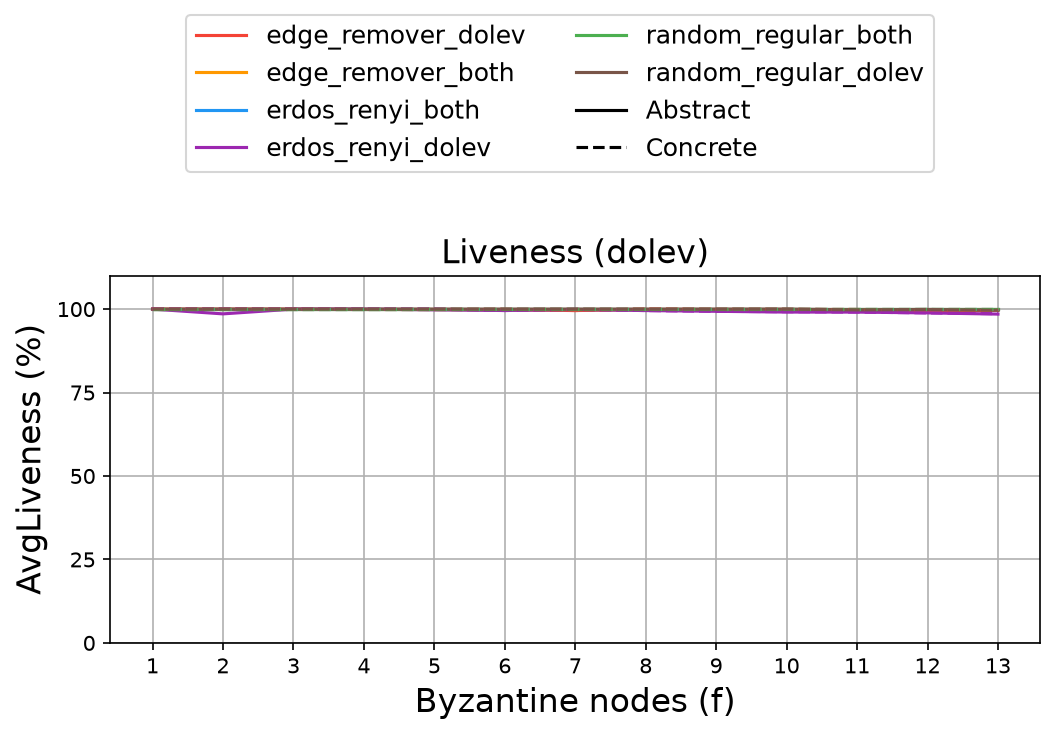 edge_remover_dolev
edge_remover_both
erdos_renyi_both
erdos_renyi_dolev
random_regular_both
random_regular_dolev
Abstract
Concrete
Liveness (dolev)
AvgLiveness (%)
100
75
50
25
0
1 2 3 4 5 6 7 8 9 10 11 12 13
Byzantine nodes (f)